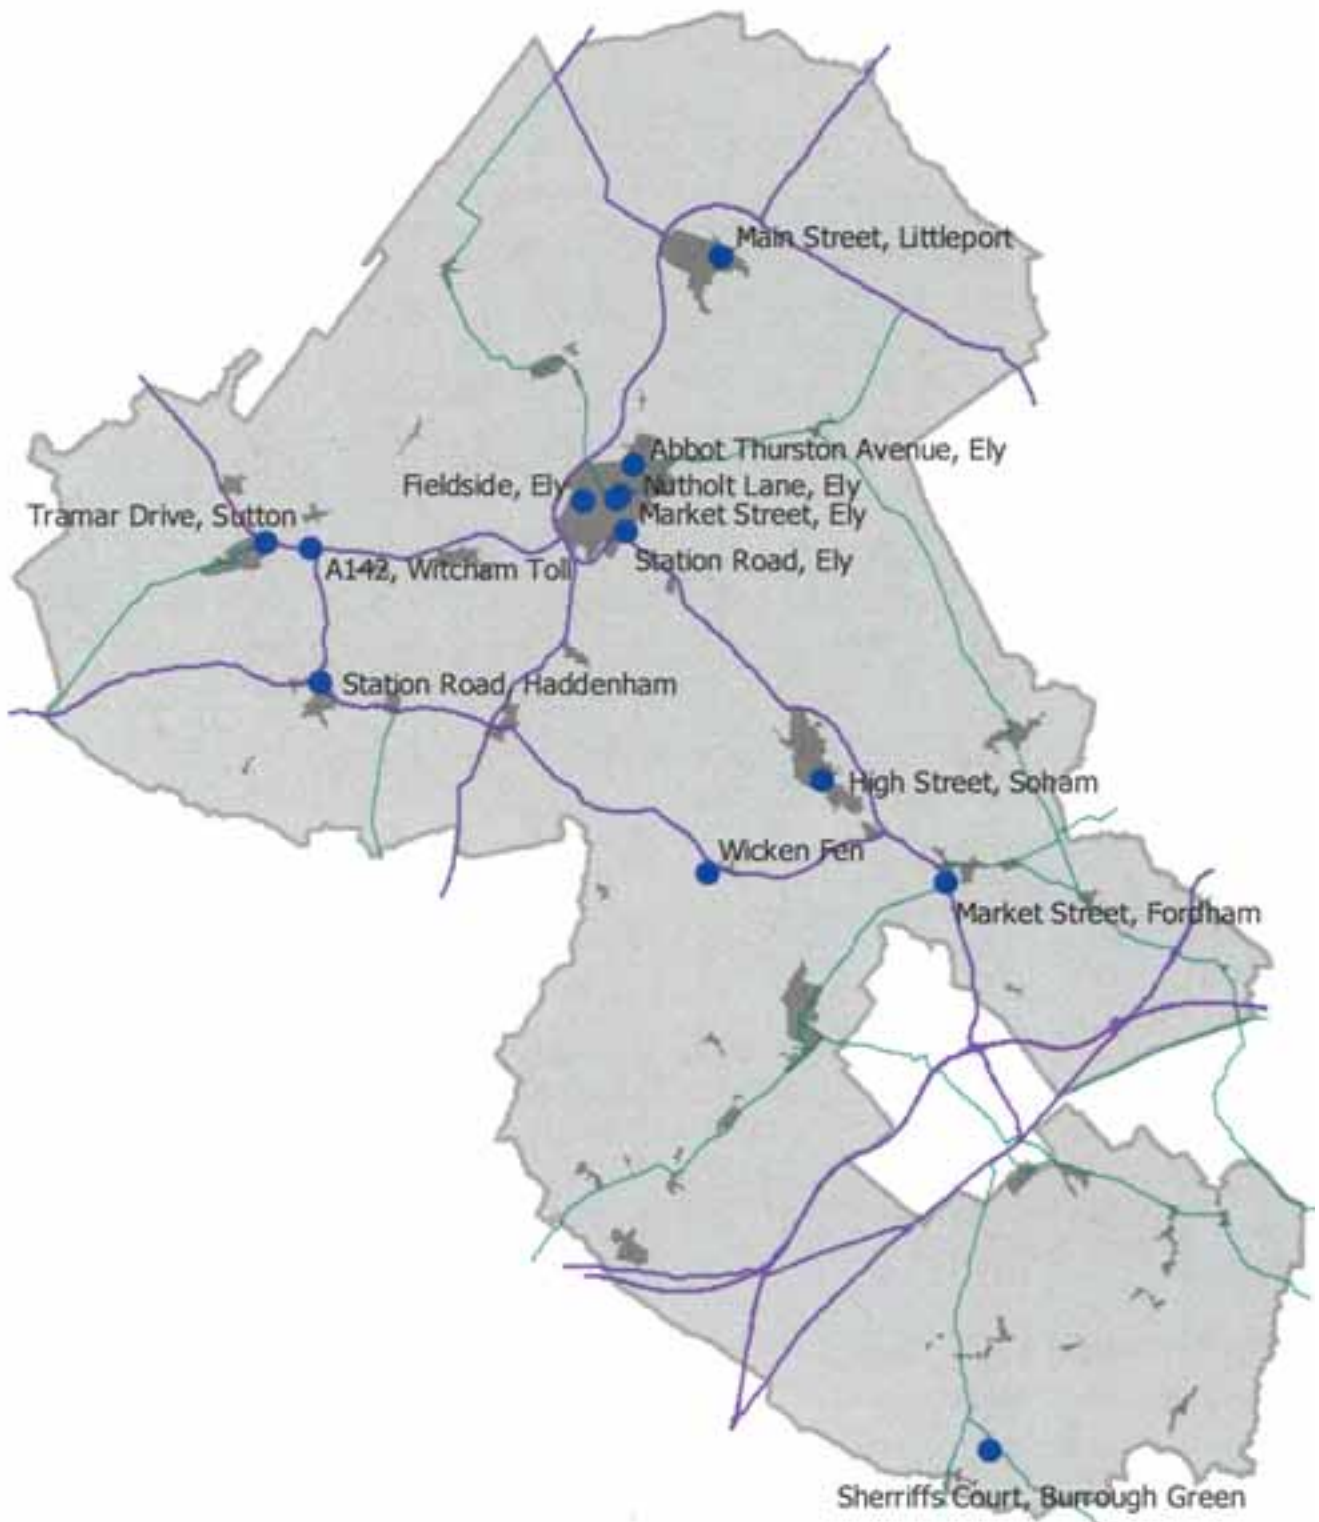 Main Street, Littleport
Abbot Thurston Avenue, Ely
Fieldside, Ely
Nutholt Lane, Ely
Market Street, Ely
Tramar Drive, Sutton
Station Road, Ely
A142, Witcham Toll
Station Road, Haddenham
High Street, Soham
Wicken Fen
Market Street, Fordham
Sherriffs Court, Burrough Green